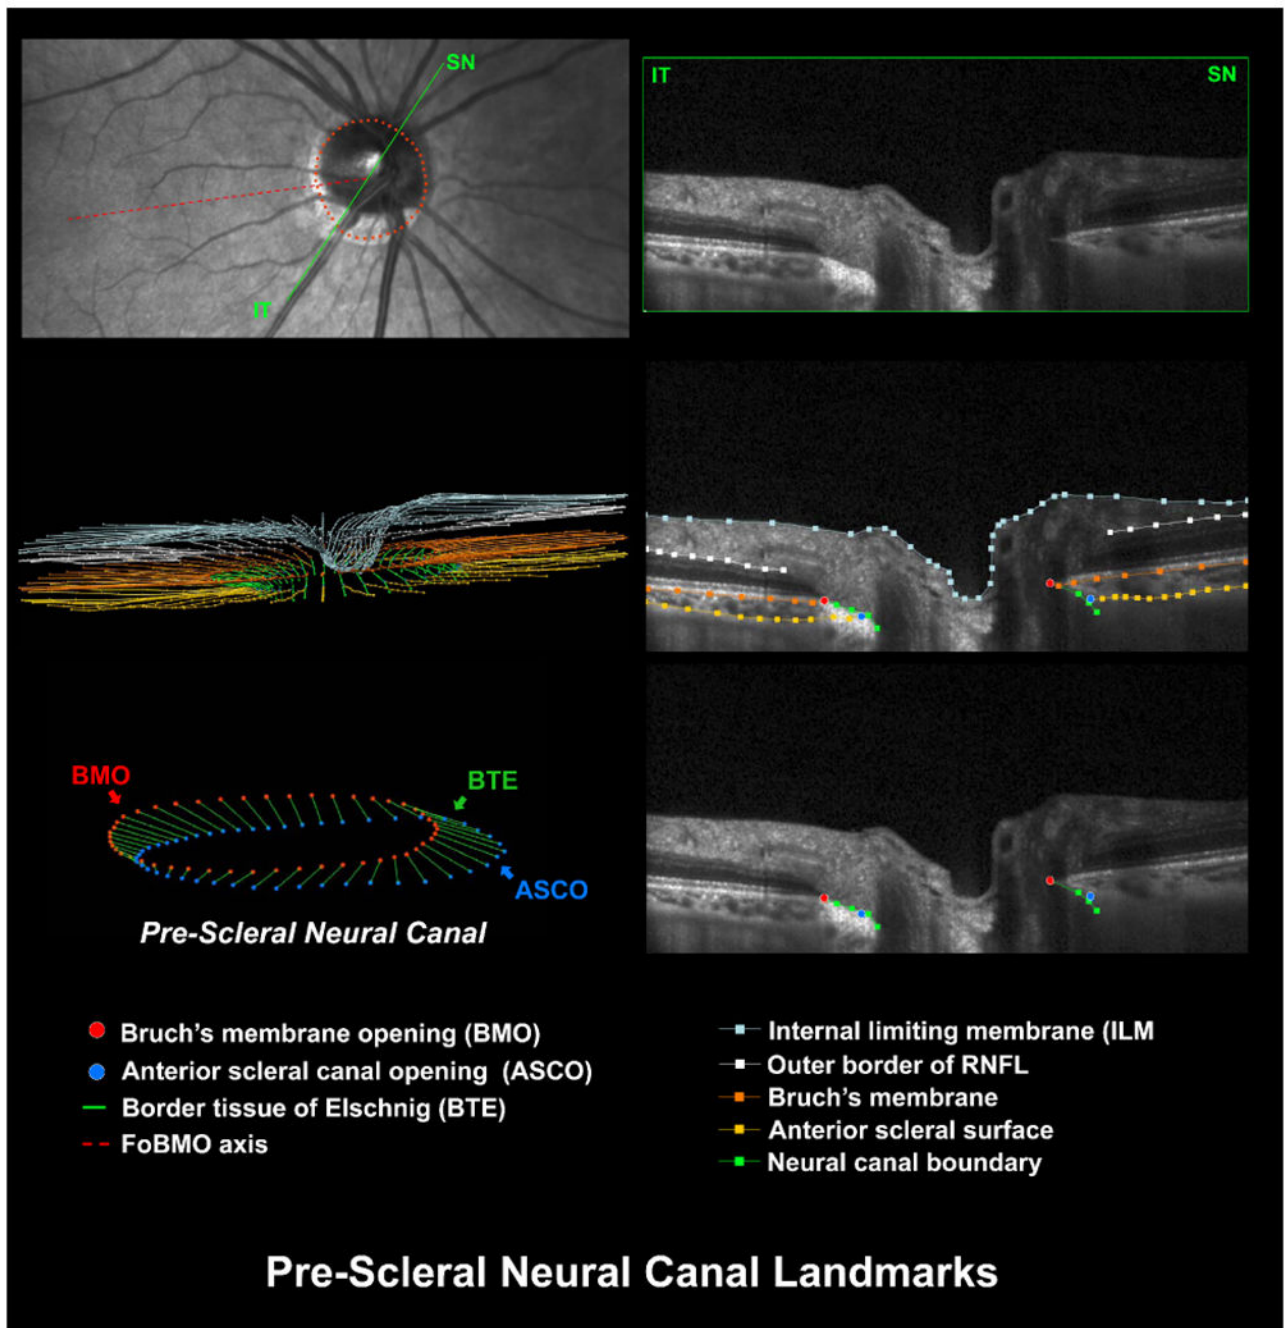 SN
IT
IT
SN
BMO
BTE
ASCO
Pre-Scleral Neural Canal
Bruch's membrane opening (BMO)
Anterior scleral canal opening (ASCO)
Border tissue of Elschnig (BTE)
FoBMO axis
Internal limiting membrane (ILM
Outer border of RNFL
Bruch's membrane
Anterior scleral surface
Neural canal boundary
Pre-Scleral Neural Canal Landmarks